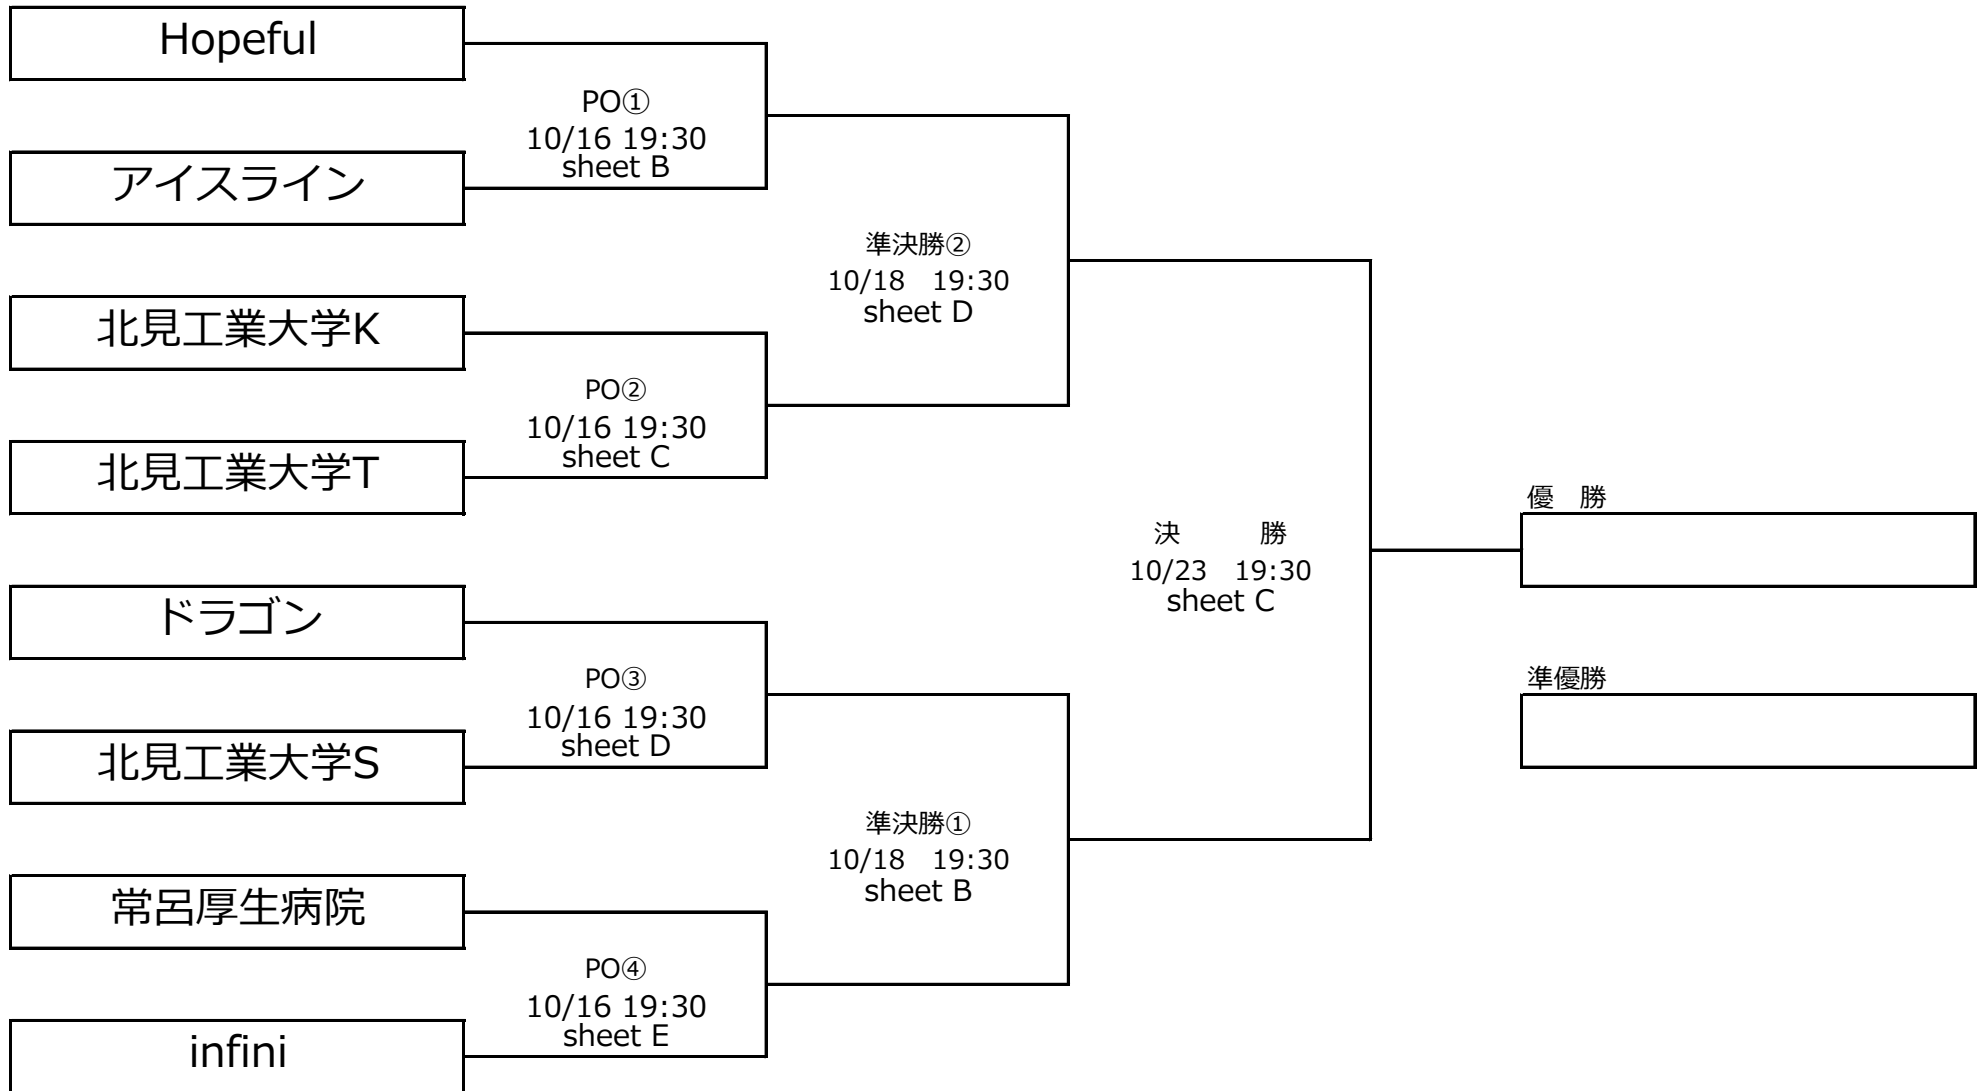 Hopeful
PO①
10/16 19:30
sheet B
アイスライン
準決勝②
10/18　19:30
sheet D
北見工業大学K
PO②
10/16 19:30
sheet C
北見工業大学T
優　勝
決　　　勝
10/23　19:30
sheet C
ドラゴン
準優勝
PO③
10/16 19:30
sheet D
北見工業大学S
準決勝①
10/18　19:30
sheet B
常呂厚生病院
PO④
10/16 19:30
sheet E
infini